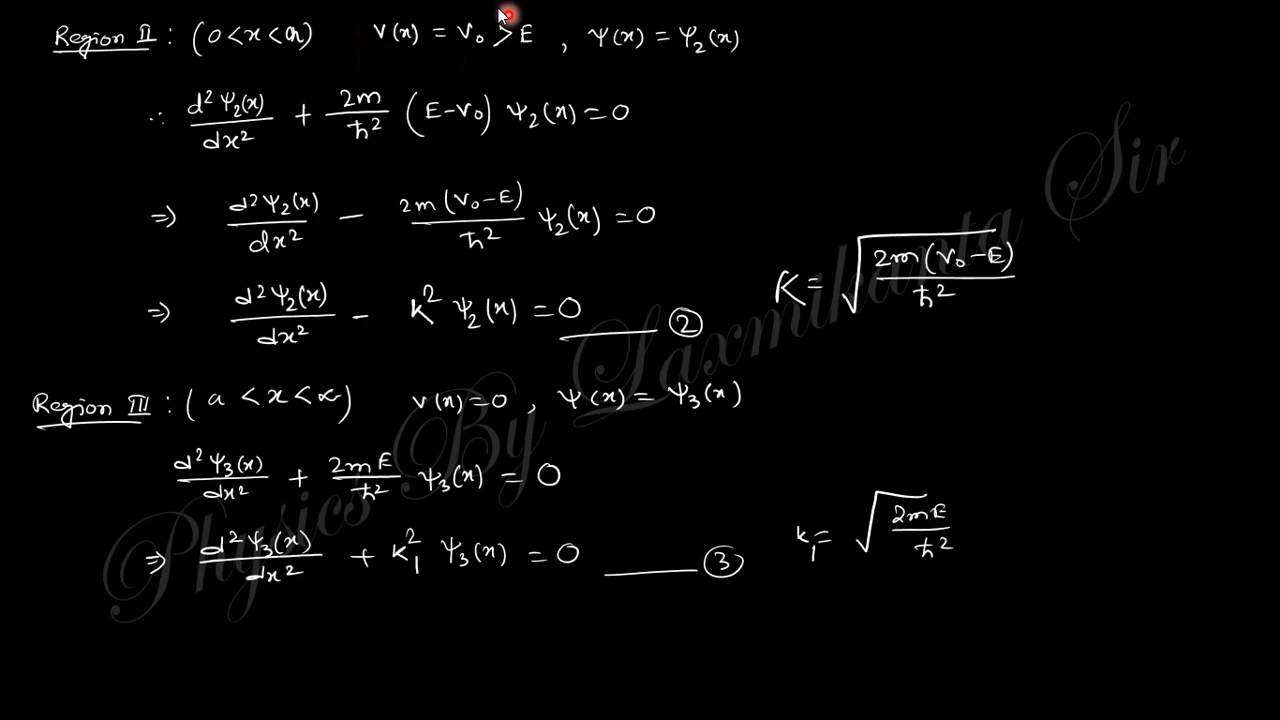 Region II : (0 < x < a) V(x) = V₀ > E , Ψ(x) = Ψ₂(x)
∴ d²Ψ₂(x)/dx² + 2m/ħ² (E-V₀) Ψ₂(x) = 0
⇒ d²Ψ₂(x)/dx² - 2m(V₀-E)/ħ² Ψ₂(x) = 0
K = √(2m(V₀-E)/ħ²)
⇒ d²Ψ₂(x)/dx² - K² Ψ₂(x) = 0 ——— ②
Region III : (a < x < ∝) V(x) = 0 , Ψ(x) = Ψ₃(x)
d²Ψ₃(x)/dx² + 2mE/ħ² Ψ₃(x) = 0
⇒ d²Ψ₃(x)/dx² + K₁² Ψ₃(x) = 0 ——— ③
K₁ = √(2mE/ħ²)
Physics By Laxmikanta Sir